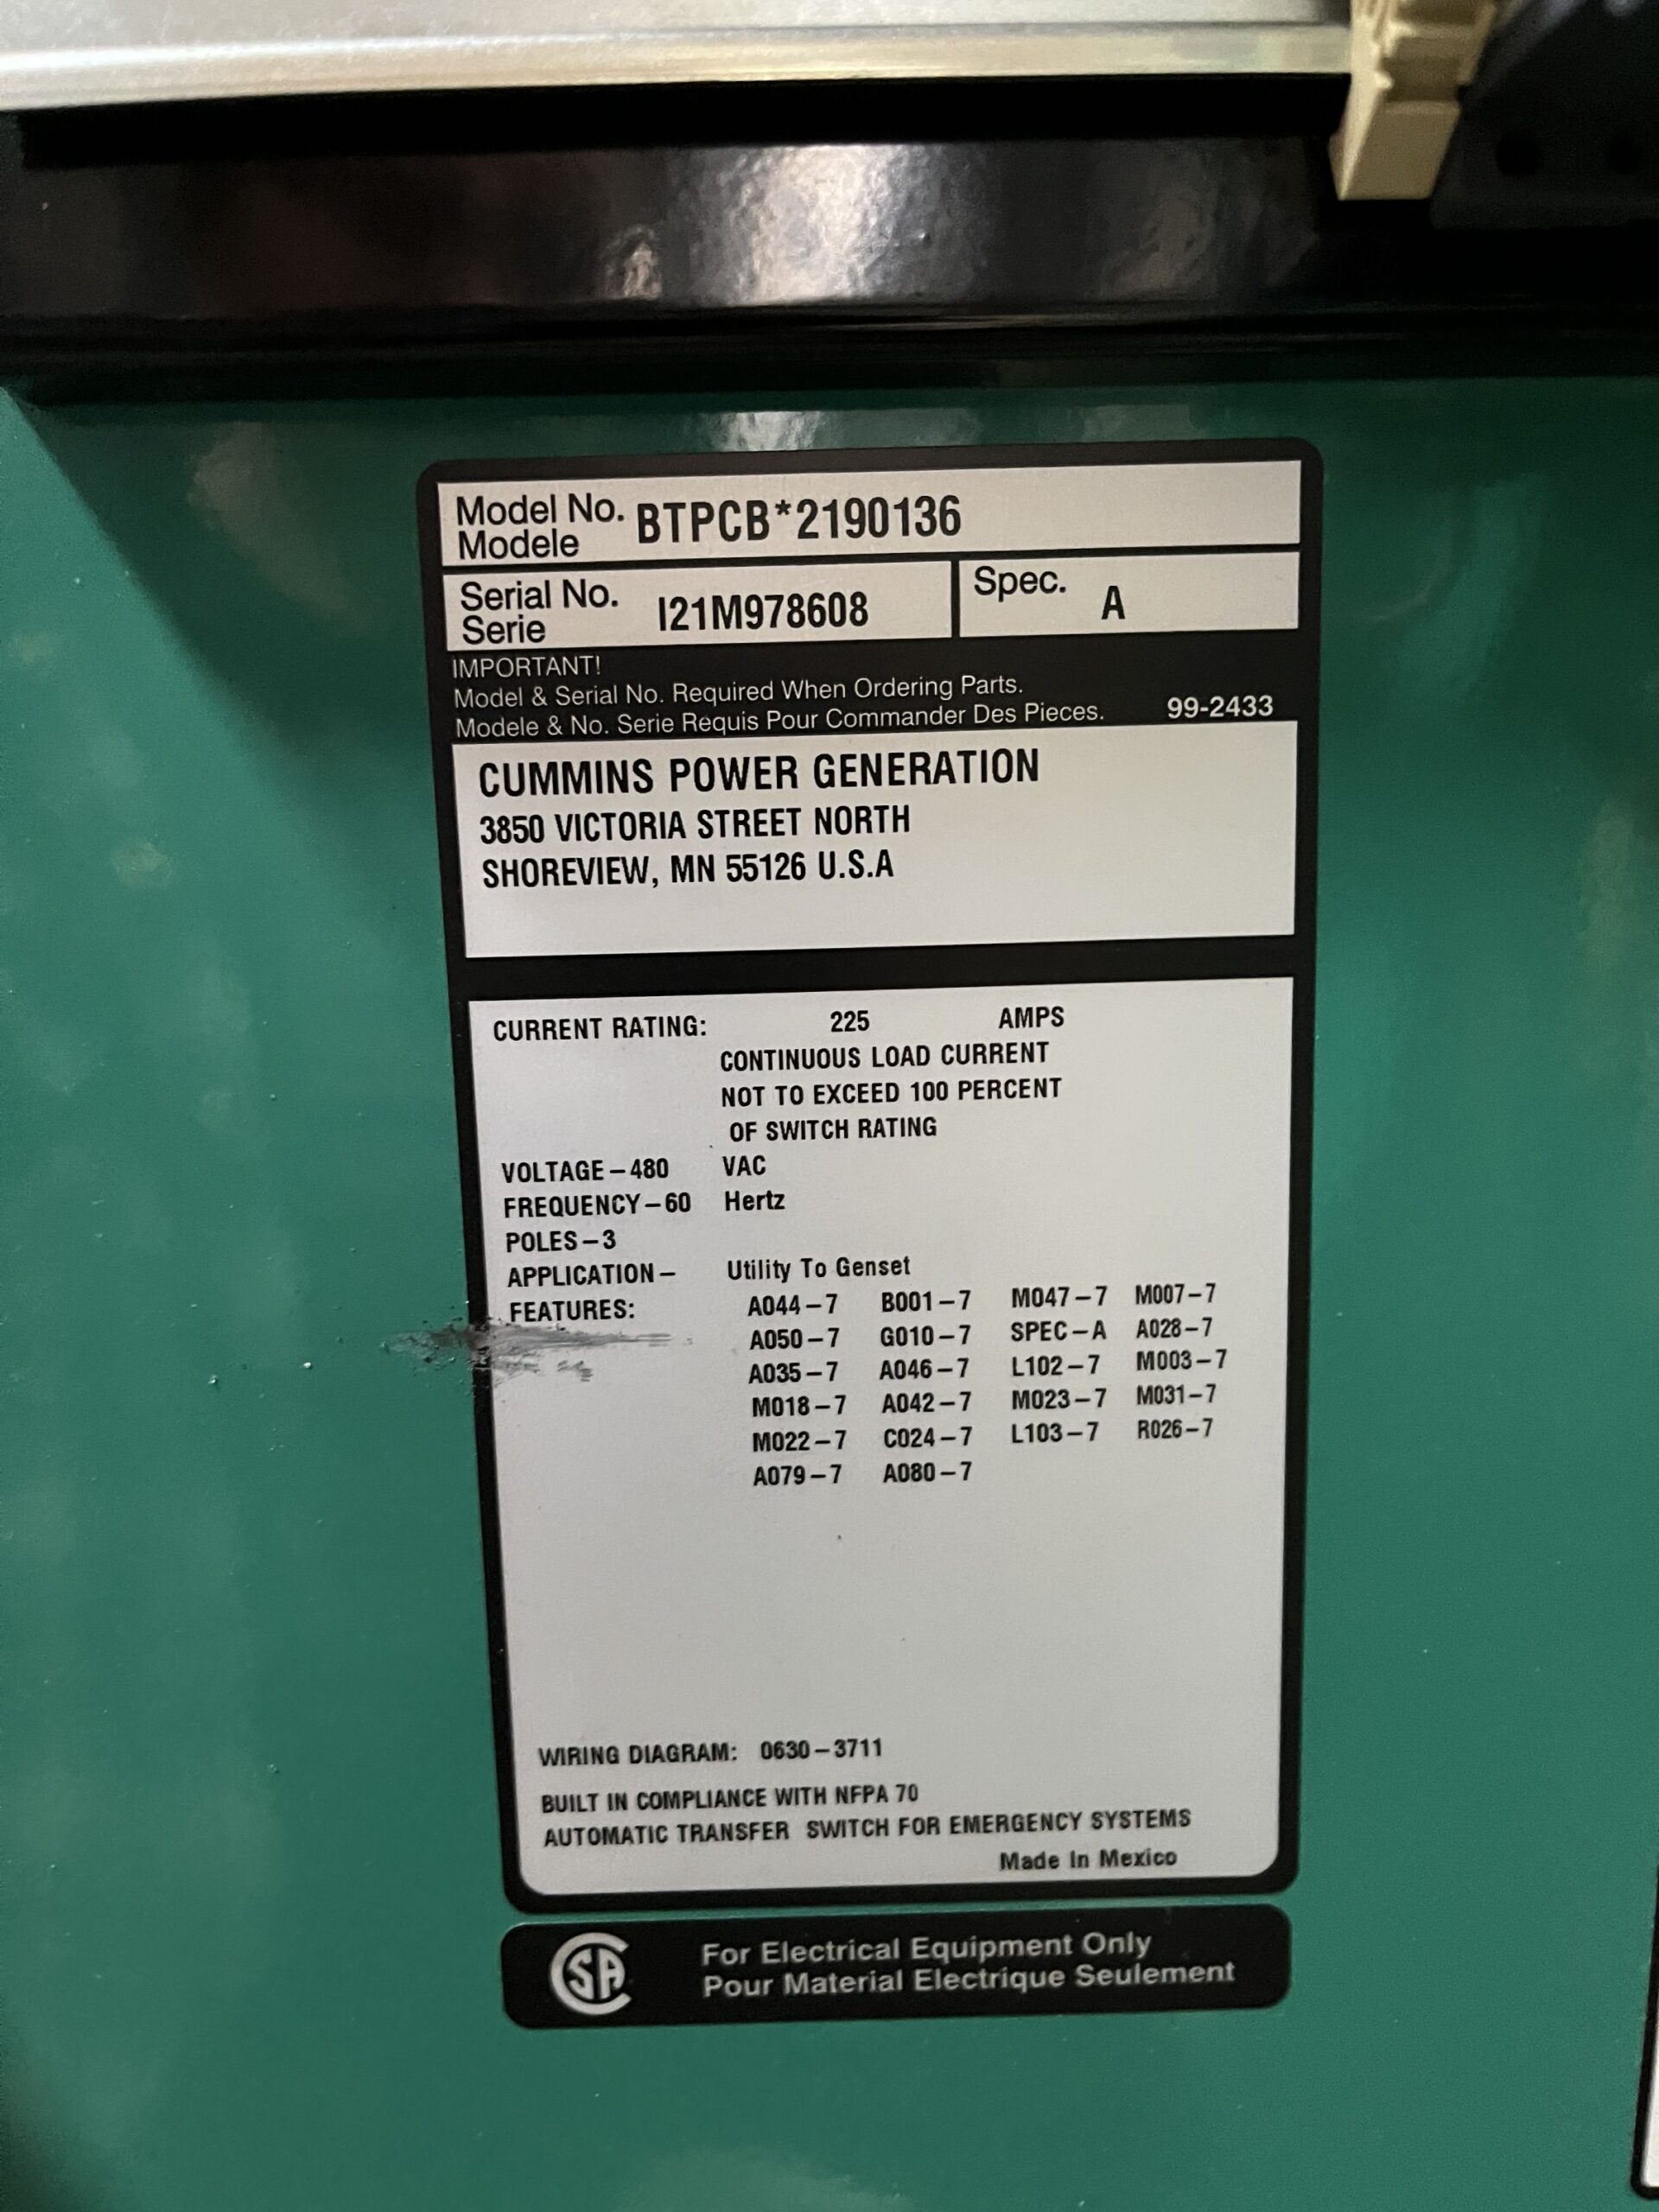 Model No. BTPCB*2190136
Modele
Serial No. I21M978608
Serie
Spec. A
IMPORTANT!
Model & Serial No. Required When Ordering Parts.
Modele & No. Serie Requis Pour Commander Des Pieces. 99-2433
CUMMINS POWER GENERATION
3850 VICTORIA STREET NORTH
SHOREVIEW, MN 55126 U.S.A
CURRENT RATING: 225 AMPS
CONTINUOUS LOAD CURRENT
NOT TO EXCEED 100 PERCENT
OF SWITCH RATING
VOLTAGE–480 VAC
FREQUENCY–60 Hertz
POLES–3
APPLICATION– Utility To Genset
FEATURES: A044–7 B001–7 M047–7 M007–7
A050–7 G010–7 SPEC–A A028–7
A035–7 A046–7 L102–7 M003–7
M018–7 A042–7 M023–7 M031–7
M022–7 C024–7 L103–7 R026–7
A079–7 A080–7
WIRING DIAGRAM: 0630–3711
BUILT IN COMPLIANCE WITH NFPA 70
AUTOMATIC TRANSFER SWITCH FOR EMERGENCY SYSTEMS
Made In Mexico
CSA
For Electrical Equipment Only
Pour Material Electrique Seulement